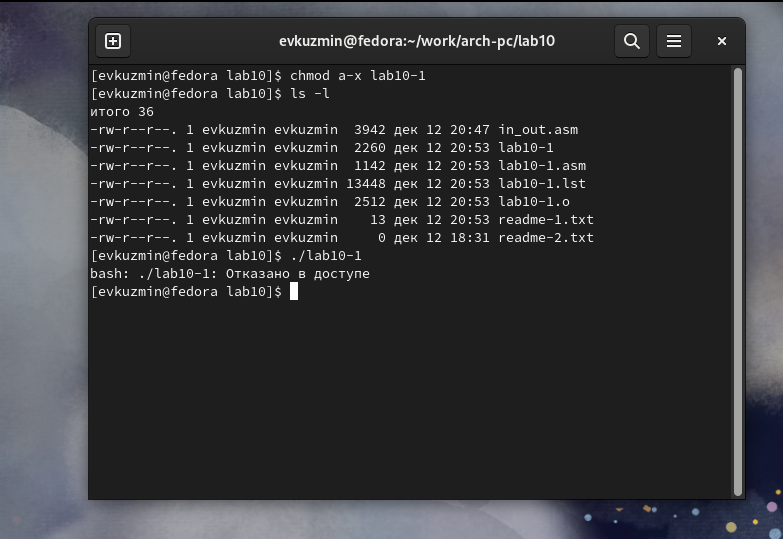 evkuzmin@fedora:~/work/arch-pc/lab10
[evkuzmin@fedora lab10]$ chmod a-x lab10-1
[evkuzmin@fedora lab10]$ ls -l
итого 36
-rw-r--r--. 1 evkuzmin evkuzmin  3942 дек 12 20:47 in_out.asm
-rw-r--r--. 1 evkuzmin evkuzmin  2260 дек 12 20:53 lab10-1
-rw-r--r--. 1 evkuzmin evkuzmin  1142 дек 12 20:53 lab10-1.asm
-rw-r--r--. 1 evkuzmin evkuzmin 13448 дек 12 20:53 lab10-1.lst
-rw-r--r--. 1 evkuzmin evkuzmin  2512 дек 12 20:53 lab10-1.o
-rw-r--r--. 1 evkuzmin evkuzmin    13 дек 12 20:53 readme-1.txt
-rw-r--r--. 1 evkuzmin evkuzmin     0 дек 12 18:31 readme-2.txt
[evkuzmin@fedora lab10]$ ./lab10-1
bash: ./lab10-1: Отказано в доступе
[evkuzmin@fedora lab10]$